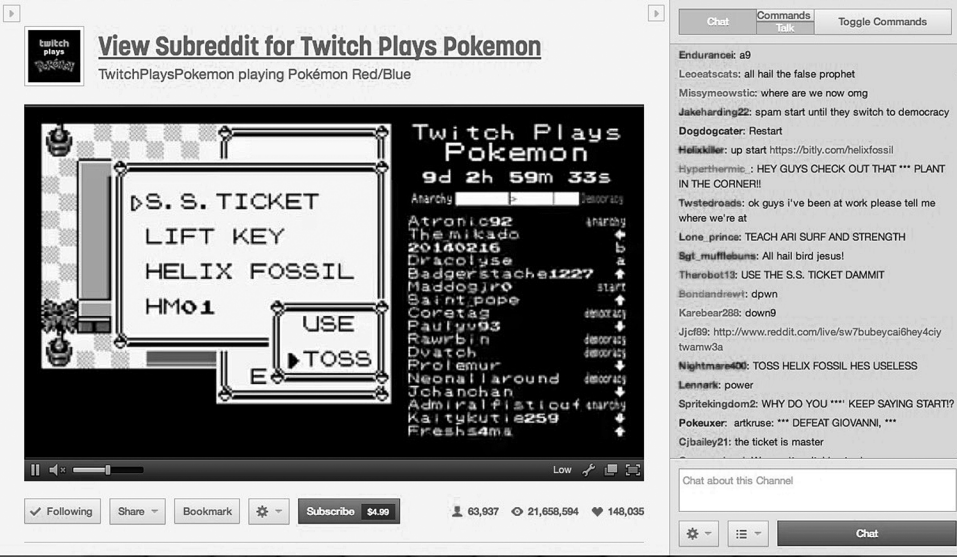 twitch
plays
Pokémon
View Subreddit for Twitch Plays Pokemon
TwitchPlaysPokemon playing Pokémon Red/Blue
S.S.TICKET
LIFT KEY
HELIX FOSSIL
HM01
USE
TOSS
E
Twitch Plays
Pokemon
9d 2h 59m 33s
Anarchy > Democracy
Atronic92 anarchy
Themikado
20140216 b
Dracolyse a
Badgerstache1227 ↑
Maddogjr0 start
Saint_pope ↑
Coretag democracy
Paulyv93 ↓
Rawrbin democracy
Dvatch ↓
Prolemur ↓
Neonallaround democracy
Jchanchan ↓
Admiralfistiouf anarchy
Kaitykutie259 ↓
Freshs4ma ↑
Low
Following
Share
Bookmark
Subscribe $4.99
63,937
21,658,594
148,035
Chat
Commands
Talk
Toggle Commands
Endurancei: a9
Leoeatscats: all hail the false prophet
Missymeowstic: where are we now omg
Jakeharding22: spam start until they switch to democracy
Dogdogcater: Restart
Helixkiller: up start https://bitly.com/helixfossil
Hyperthermic_: HEY GUYS CHECK OUT THAT *** PLANT
IN THE CORNER!!
Twstedroads: ok guys i've been at work please tell me
where we're at
Lone_prince: TEACH ARI SURF AND STRENGTH
Sgt_mufflebuns: All hail bird jesus!
Therobot13: USE THE S.S. TICKET DAMMIT
Bondandrewt: dpwn
Karebear288: down9
Jjcf89: http://www.reddit.com/live/sw7bubeycai6hey4ciy
twamw3a
Nightmare400: TOSS HELIX FOSSIL HES USELESS
Lennark: power
Spritekingdom2: WHY DO YOU ***' KEEP SAYING START!?
Pokeuxer: artkruse: *** DEFEAT GIOVANNI, ***
Cjbailey21: the ticket is master
Chat about this Channel
Chat